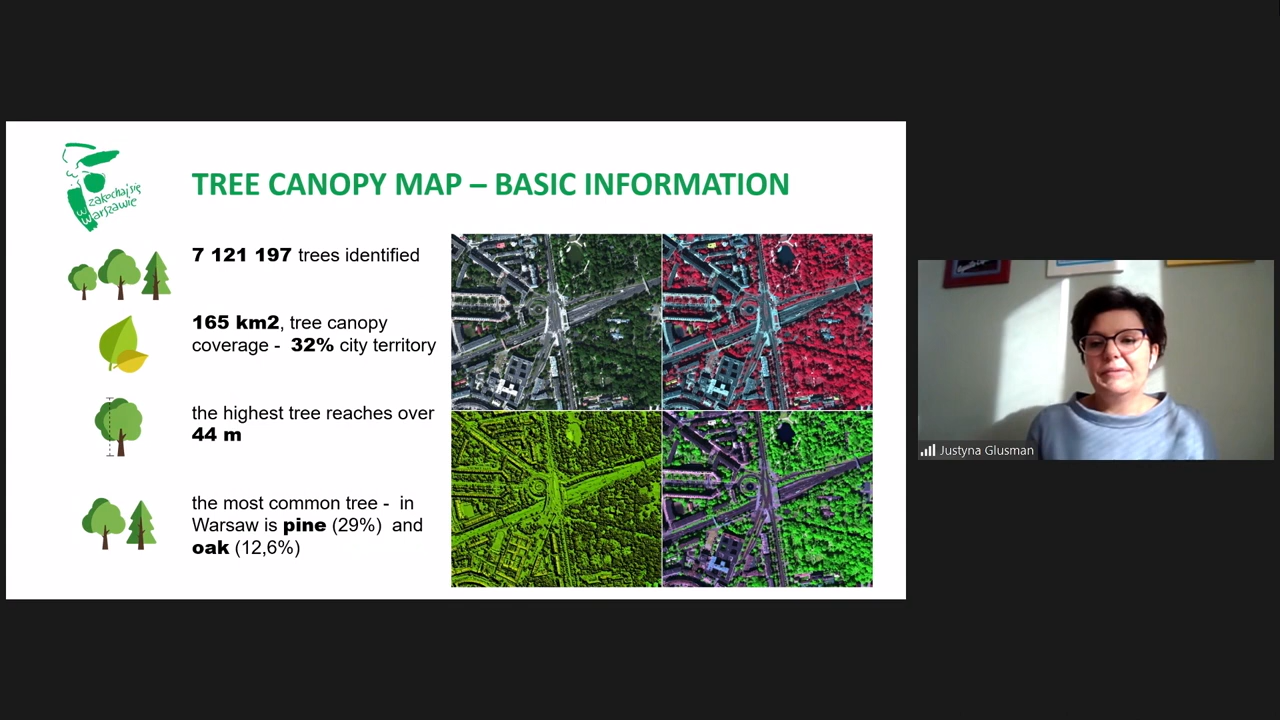 zakochaj się
w
Warszawie
TREE CANOPY MAP – BASIC INFORMATION
7 121 197 trees identified
165 km2, tree canopy
coverage - 32% city territory
the highest tree reaches over
44 m
the most common tree - in
Warsaw is pine (29%) and
oak (12,6%)
Justyna Glusman